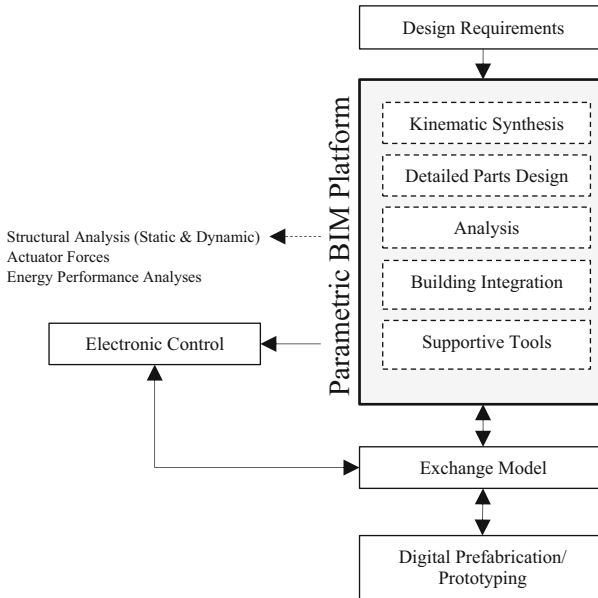 Design Requirements
Parametric BIM Platform
Kinematic Synthesis
Detailed Parts Design
Analysis
Building Integration
Supportive Tools
Structural Analysis (Static & Dynamic)
Actuator Forces
Energy Performance Analyses
Electronic Control
Exchange Model
Digital Prefabrication/
Prototyping